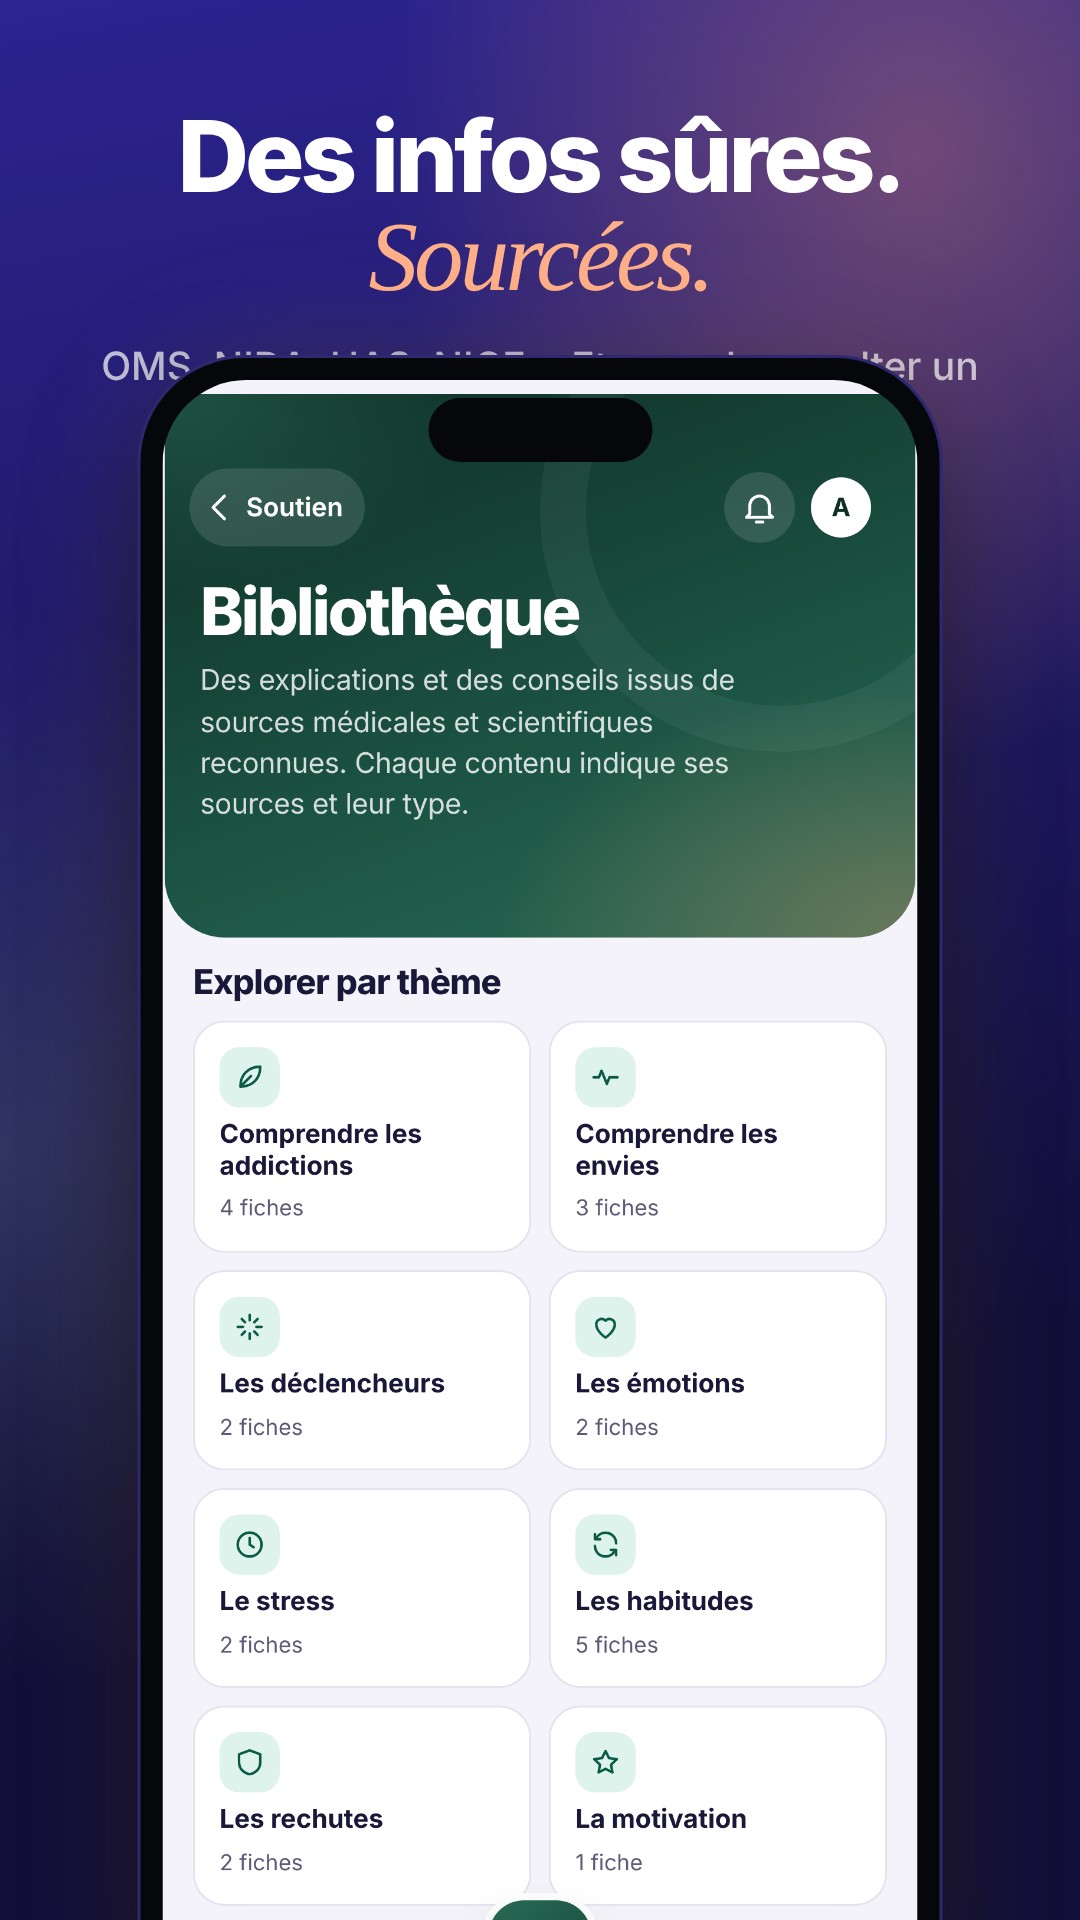 Des infos sûres.
Sourcées.
OMS un
Soutien
A
Bibliothèque
Des explications et des conseils issus de
sources médicales et scientifiques
reconnues. Chaque contenu indique ses
sources et leur type.
Explorer par thème
Comprendre les
addictions
4 fiches
Comprendre les
envies
3 fiches
Les déclencheurs
2 fiches
Les émotions
2 fiches
Le stress
2 fiches
Les habitudes
5 fiches
Les rechutes
2 fiches
La motivation
1 fiche